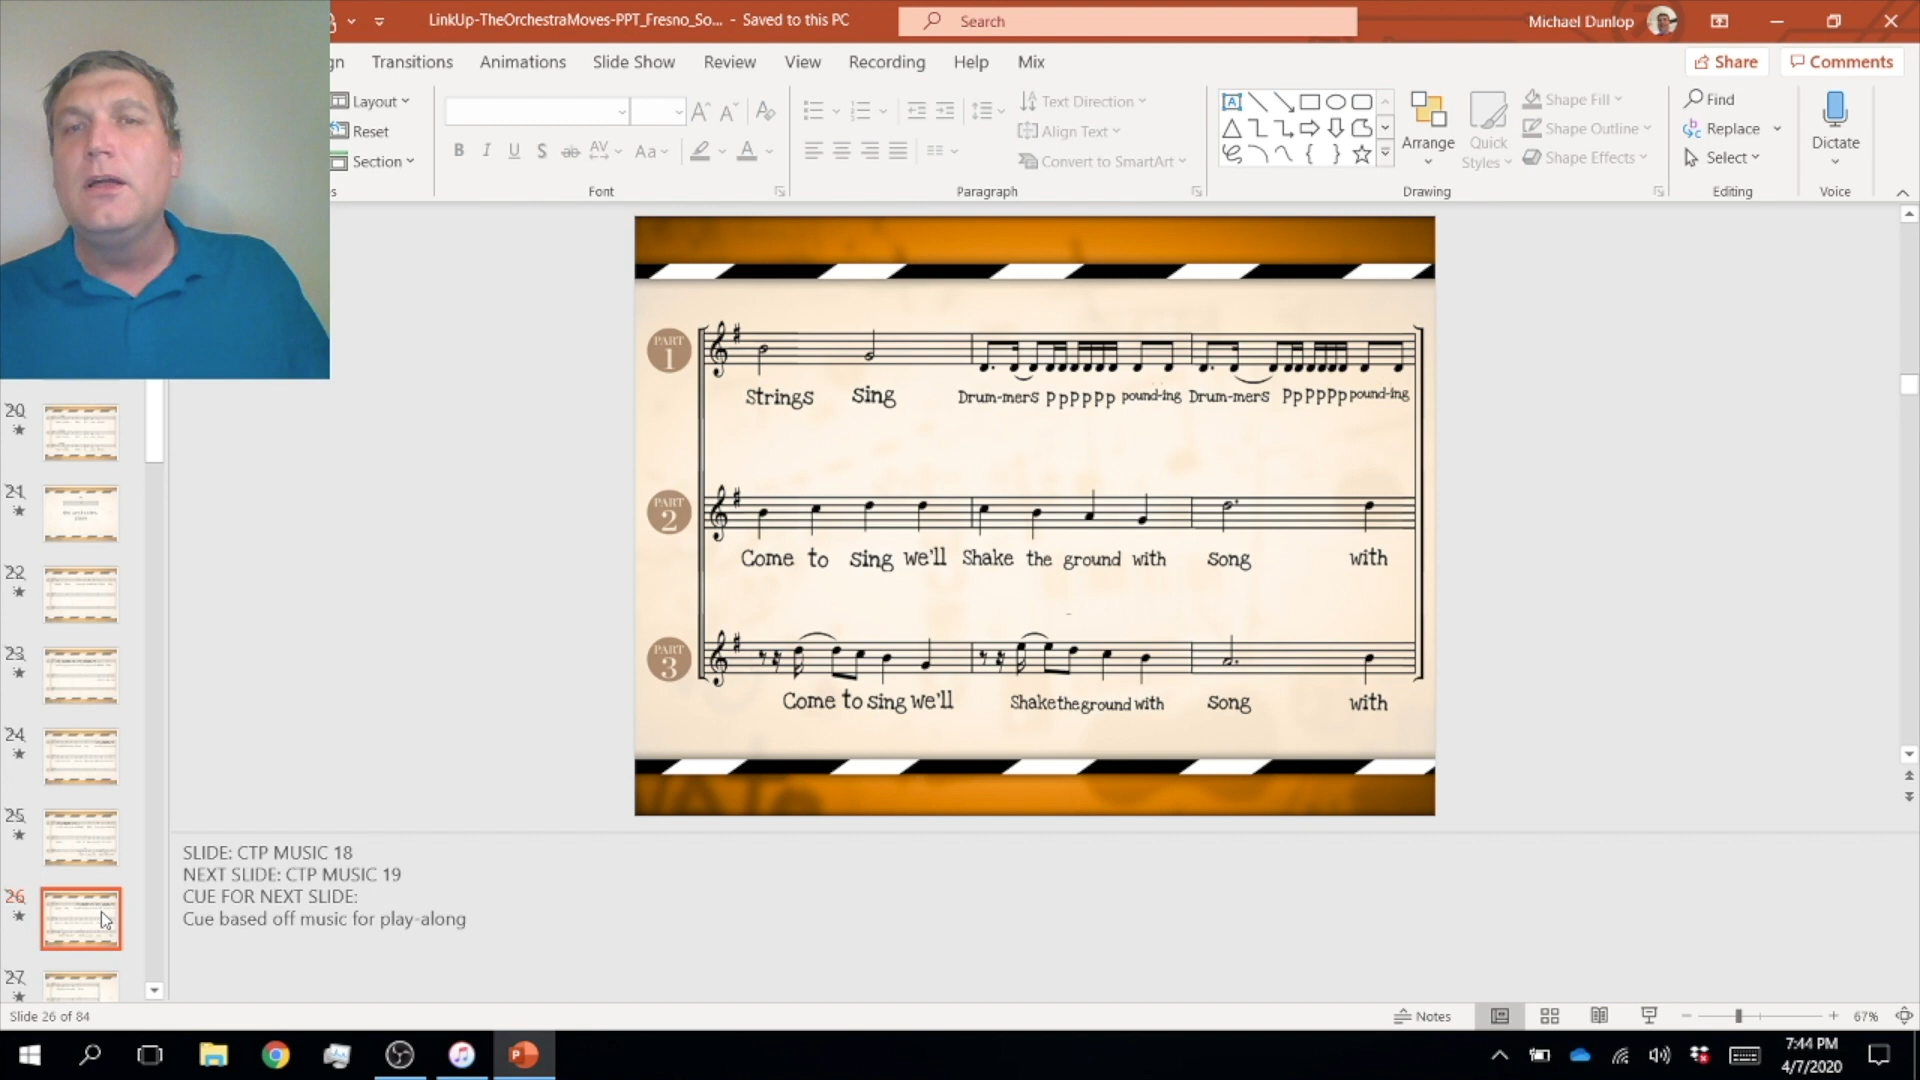 LinkUp-TheOrchestraMoves-PPT_Fresno_So... - Saved to this PC
Search
Michael Dunlop
gn Transitions Animations Slide Show Review View Recording Help Mix
Share
Comments
Layout
Reset
Section
s
B I U S ab AV Aa A
Font
Text Direction
Align Text
Convert to SmartArt
Paragraph
Arrange
Quick Styles
Shape Fill
Shape Outline
Shape Effects
Drawing
Find
Replace
Select
Editing
Dictate
Voice
PART 1
Strings sing Drum-mers P P P P P P pound-ing Drum-mers P P P P P P pound-ing
PART 2
Come to sing we'll Shake the ground with song with
PART 3
Come to sing we'll Shake the ground with song with
20
21
22
23
24
25
26
27
SLIDE: CTP MUSIC 18
NEXT SLIDE: CTP MUSIC 19
CUE FOR NEXT SLIDE:
Cue based off music for play-along
Slide 26 of 84
Notes
67%
7:44 PM
4/7/2020